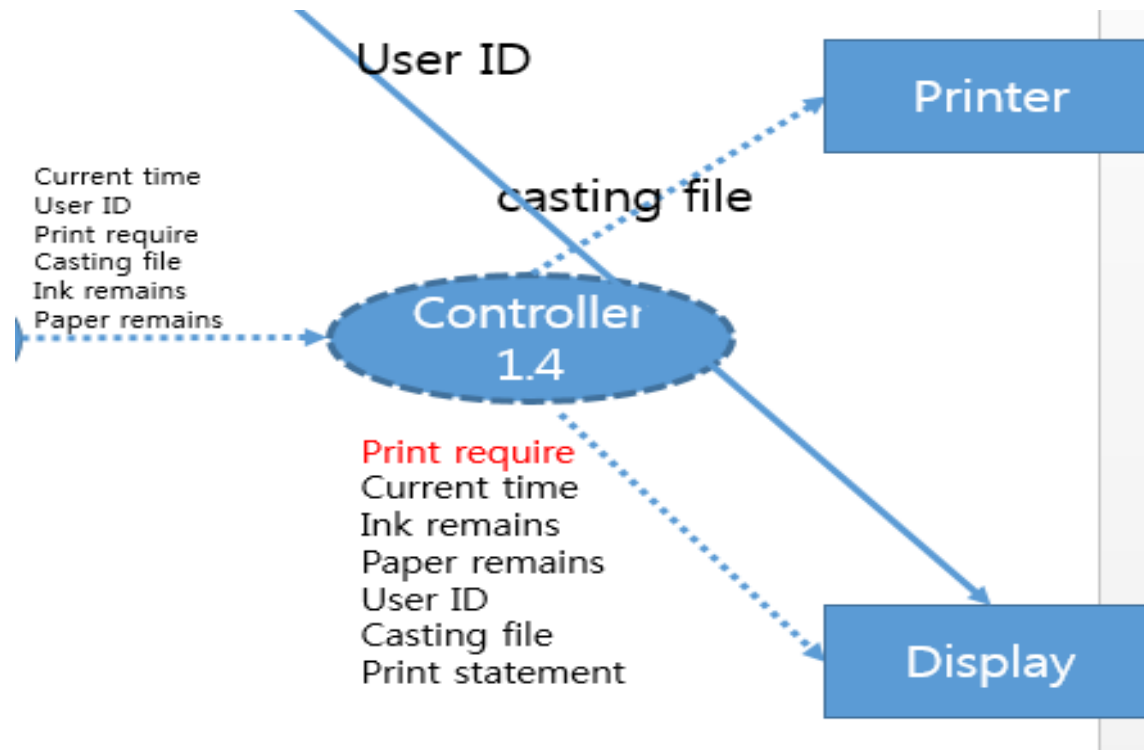 User ID
Printer
Current time
User ID
Print require
Casting file
Ink remains
Paper remains
casting file
Controller
1.4
Print require
Current time
Ink remains
Paper remains
User ID
Casting file
Print statement
Display